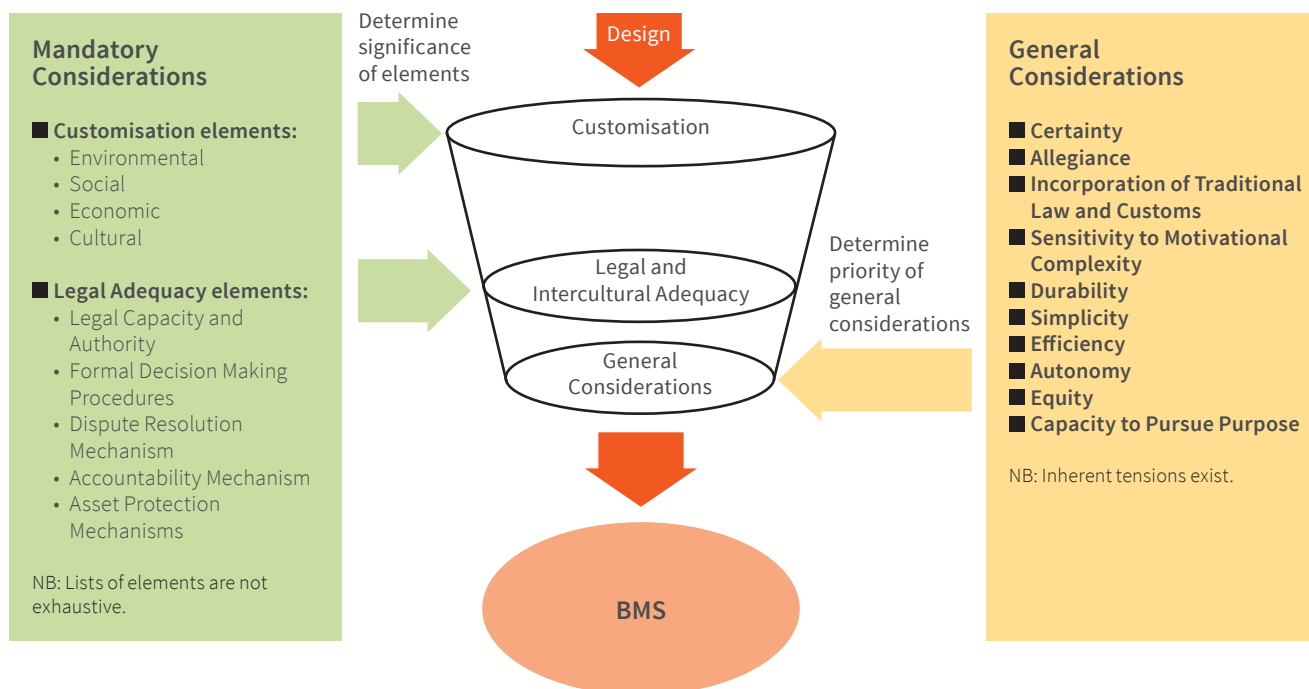 Mandatory
Considerations
Customisation elements:
• Environmental
• Social
• Economic
• Cultural
Legal Adequacy elements:
• Legal Capacity and
Authority
• Formal Decision Making
Procedures
• Dispute Resolution
Mechanism
• Accountability Mechanism
• Asset Protection
Mechanisms
NB: Lists of elements are not
exhaustive.
Determine
significance
of elements
Design
Customisation
Legal and
Intercultural Adequacy
General
Considerations
BMS
Determine
priority of
general
considerations
General
Considerations
Certainty
Allegiance
Incorporation of Traditional
Law and Customs
Sensitivity to Motivational
Complexity
Durability
Simplicity
Efficiency
Autonomy
Equity
Capacity to Pursue Purpose
NB: Inherent tensions exist.